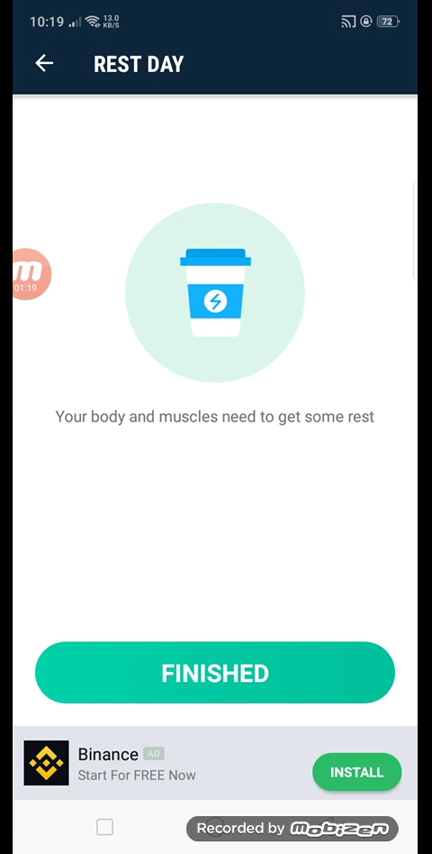 10:19
13.0
KB/S
72
REST DAY
m
01:19
Your body and muscles need to get some rest
FINISHED
Binance AD
Start For FREE Now
INSTALL
Recorded by mobizen